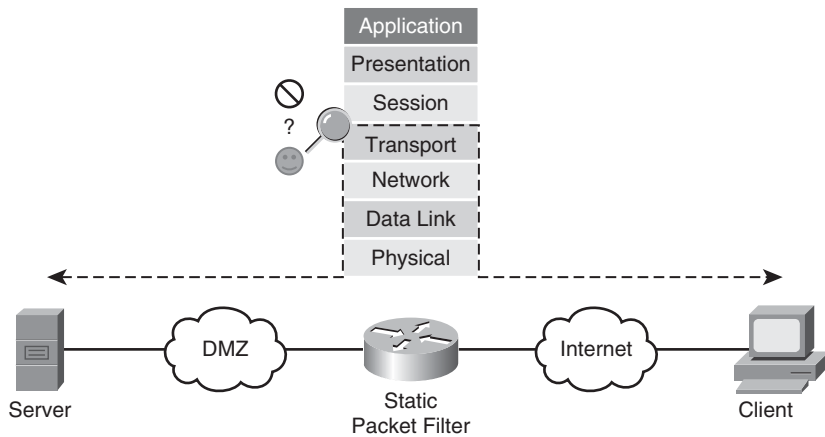 Application
Presentation
Session
?
Transport
Network
Data Link
Physical
DMZ
Internet
Server
Static
Packet Filter
Client